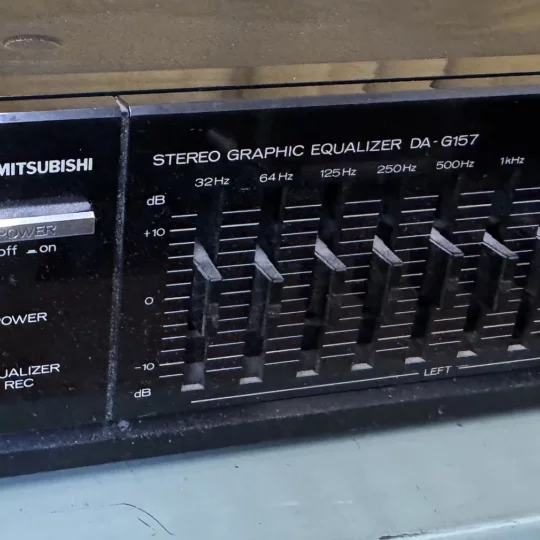 MITSUBISHI
STEREO GRAPHIC EQUALIZER DA-G157
32Hz 64Hz 125Hz 250Hz 500Hz 1kHz
dB
+10
0
-10
dB
LEFT
POWER
off on
POWER
UALIZER
REC